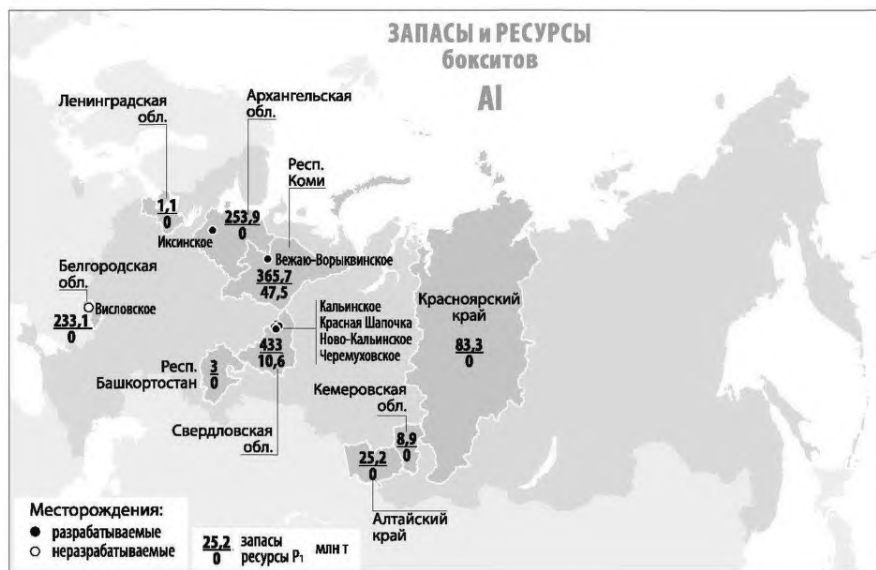 ЗАПАСЫ и РЕСУРСЫ
бокситов
Al
Ленинградская
обл.
Архангельская
обл.
Респ.
Коми
1,1
0
253,9
0
Иксинское
Вежаю-Ворыквинское
365,7
47,5
Белгородская
обл.
Висловское
233,1
0
Кальинское
Красная Шапочка
Ново-Кальинское
Черемуховское
433
10,6
Красноярский
край
83,3
0
Респ.
Башкортостан
3
0
Свердловская
обл.
Кемеровская
обл.
8,9
0
25,2
0
Алтайский
край
Месторождения:
разрабатываемые
неразрабатываемые
25,2 запасы
0 ресурсы P₁
млн т